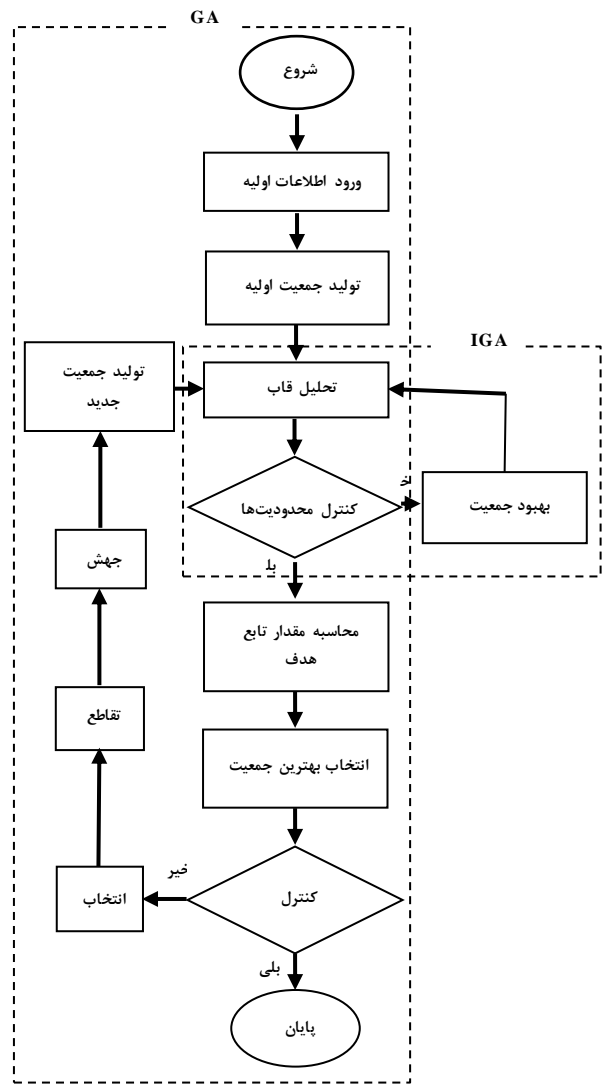 GA
شروع
ورود اطلاعات اولیه
تولید جمعیت اولیه
IGA
تولید جمعیت
جدید
تحلیل قاب
خ
کنترل محدودیت‌ها
بهبود جمعیت
بل
جهش
محاسبه مقدار تابع
هدف
تقاطع
انتخاب بهترین جمعیت
خیر
کنترل
انتخاب
بلی
پایان